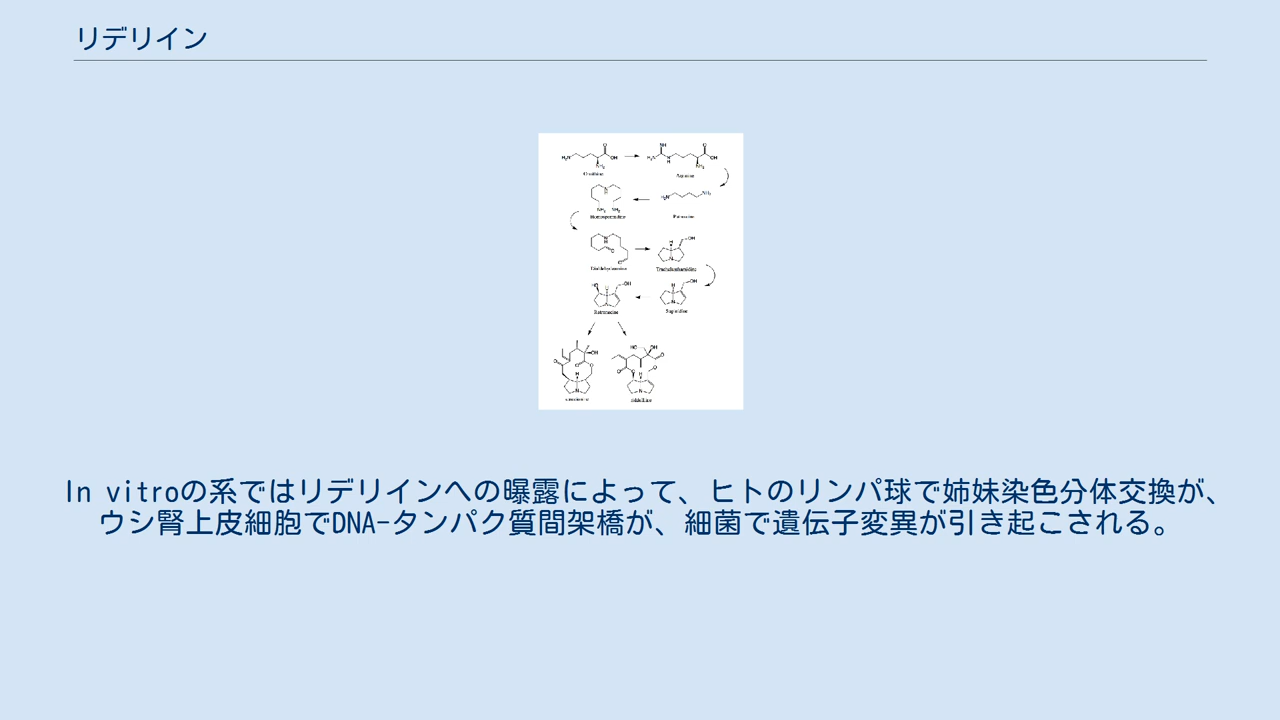 リデリイン
Retronecine
In vitroの系ではリデリインへの曝露によって、ヒトのリンパ球で姉妹染色分体交換が、
ウシ腎上皮細胞でDNA-タンパク質間架橋が、細菌で遺伝子変異が引き起こされる。